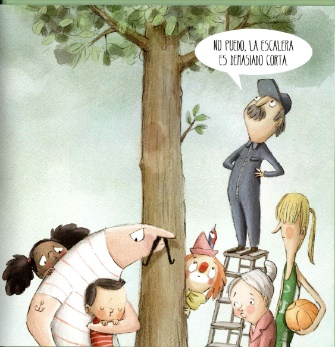 NO PUEDO, LA ESCALERA
ES DEMASIADO CORTA.